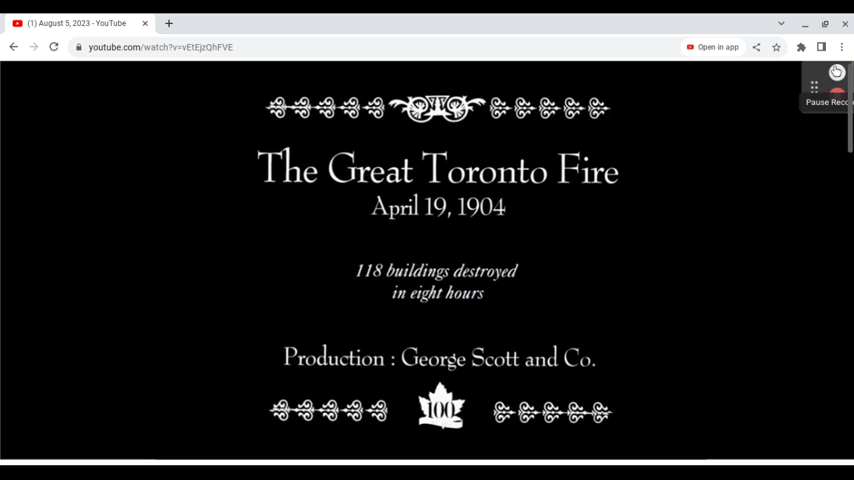 (1) August 5, 2023 - YouTube
youtube.com/watch?v=vEtEjzQhFVE
Open in app
Pause Reco
The Great Toronto Fire
April 19, 1904
118 buildings destroyed
in eight hours
Production : George Scott and Co.
100